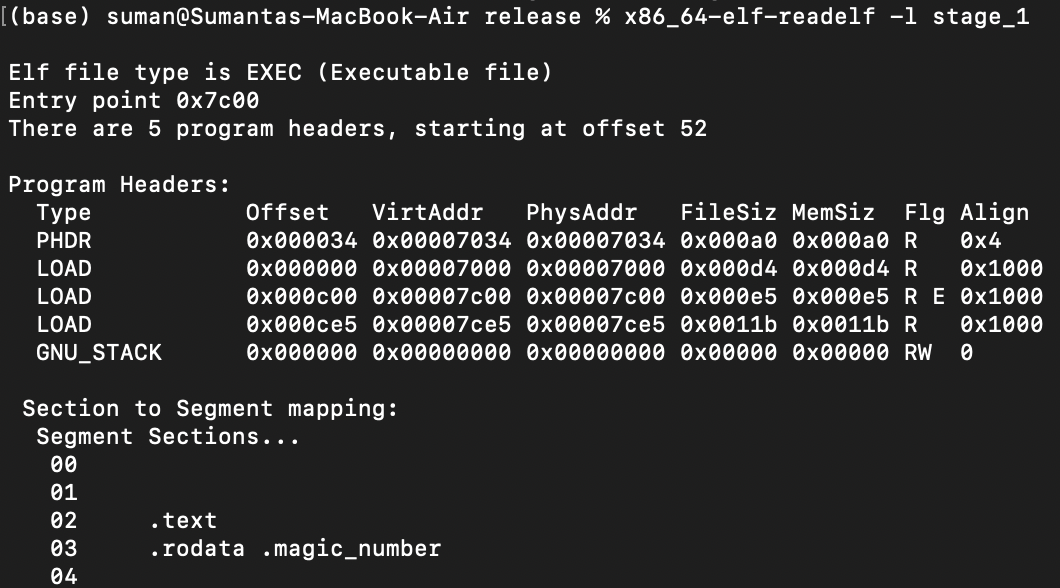 [(base) suman@Sumantas-MacBook-Air release % x86_64-elf-readelf -l stage_1
Elf file type is EXEC (Executable file)
Entry point 0x7c00
There are 5 program headers, starting at offset 52
Program Headers:
Type Offset VirtAddr PhysAddr FileSiz MemSiz Flg Align
PHDR 0x000034 0x00007034 0x00007034 0x000a0 0x000a0 R 0x4
LOAD 0x000000 0x00007000 0x00007000 0x000d4 0x000d4 R 0x1000
LOAD 0x000c00 0x00007c00 0x00007c00 0x000e5 0x000e5 R E 0x1000
LOAD 0x000ce5 0x00007ce5 0x00007ce5 0x0011b 0x0011b R 0x1000
GNU_STACK 0x000000 0x00000000 0x00000000 0x00000 0x00000 RW 0
Section to Segment mapping:
Segment Sections...
00
01
02 .text
03 .rodata .magic_number
04